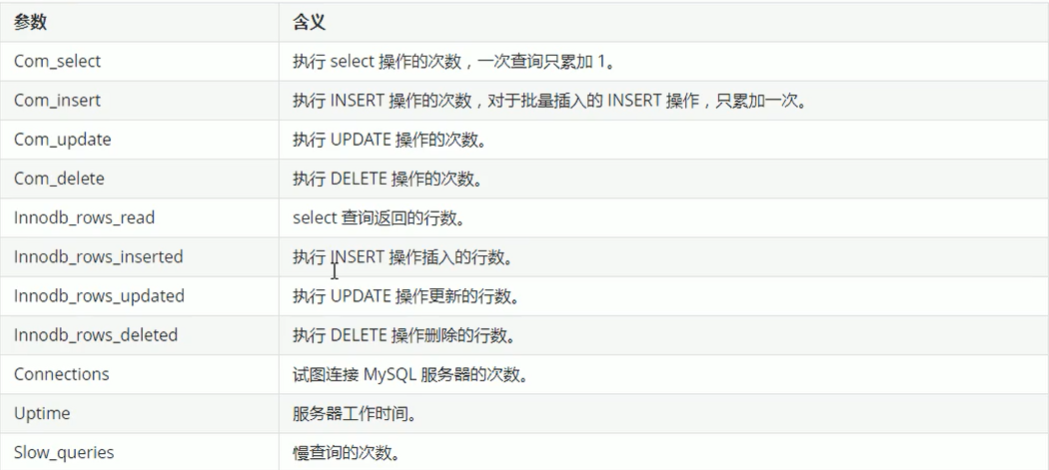 参数 含义
Com_select 执行 select 操作的次数，一次查询只累加 1。
Com_insert 执行 INSERT 操作的次数，对于批量插入的 INSERT 操作，只累加一次。
Com_update 执行 UPDATE 操作的次数。
Com_delete 执行 DELETE 操作的次数。
Innodb_rows_read select 查询返回的行数。
Innodb_rows_inserted 执行 INSERT 操作插入的行数。
Innodb_rows_updated 执行 UPDATE 操作更新的行数。
Innodb_rows_deleted 执行 DELETE 操作删除的行数。
Connections 试图连接 MySQL 服务器的次数。
Uptime 服务器工作时间。
Slow_queries 慢查询的次数。